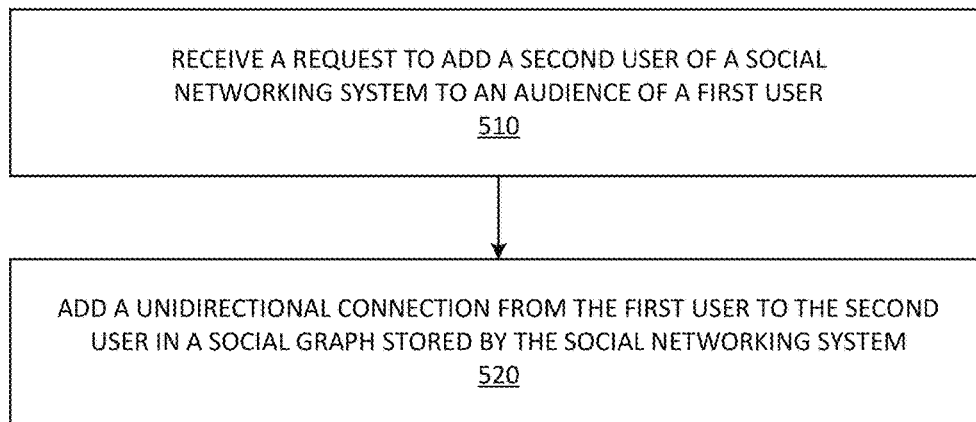 RECEIVE A REQUEST TO ADD A SECOND USER OF A SOCIAL
NETWORKING SYSTEM TO AN AUDIENCE OF A FIRST USER
510
ADD A UNIDIRECTIONAL CONNECTION FROM THE FIRST USER TO THE SECOND
USER IN A SOCIAL GRAPH STORED BY THE SOCIAL NETWORKING SYSTEM
520